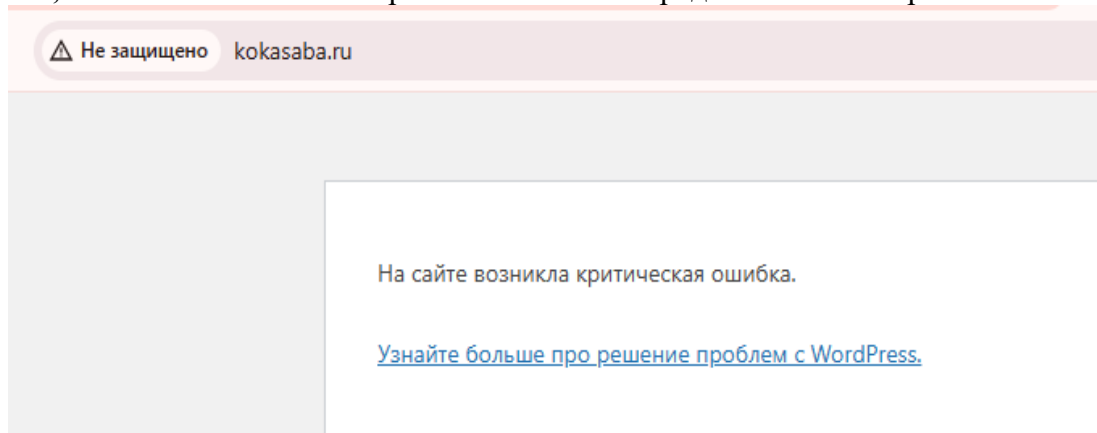 Не защищено kokasaba.ru
На сайте возникла критическая ошибка.
Узнайте больше про решение проблем с WordPress.